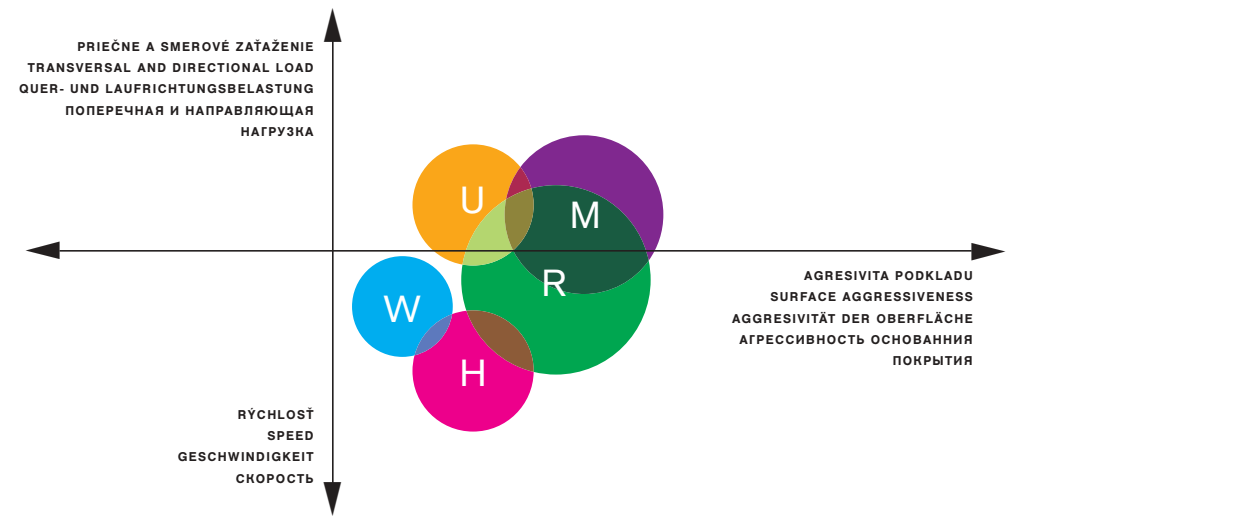 PRIEČNE A SMEROVÉ ZAŤAŽENIE
TRANSVERSAL AND DIRECTIONAL LOAD
QUER- UND LAUFRICHTUNGSBELASTUNG
ПОПЕРЕЧНАЯ И НАПРАВЛЯЮЩАЯ
НАГРУЗКА
U
M
R
W
H
AGRESIVITA PODKLADU
SURFACE AGGRESSIVENESS
AGGRESIVITÄT DER OBERFLÄCHE
АГРЕССИВНОСТЬ ОСНОВАННИЯ
ПОКРЫТИЯ
RÝCHLOSŤ
SPEED
GESCHWINDIGKEIT
СКОРОСТЬ